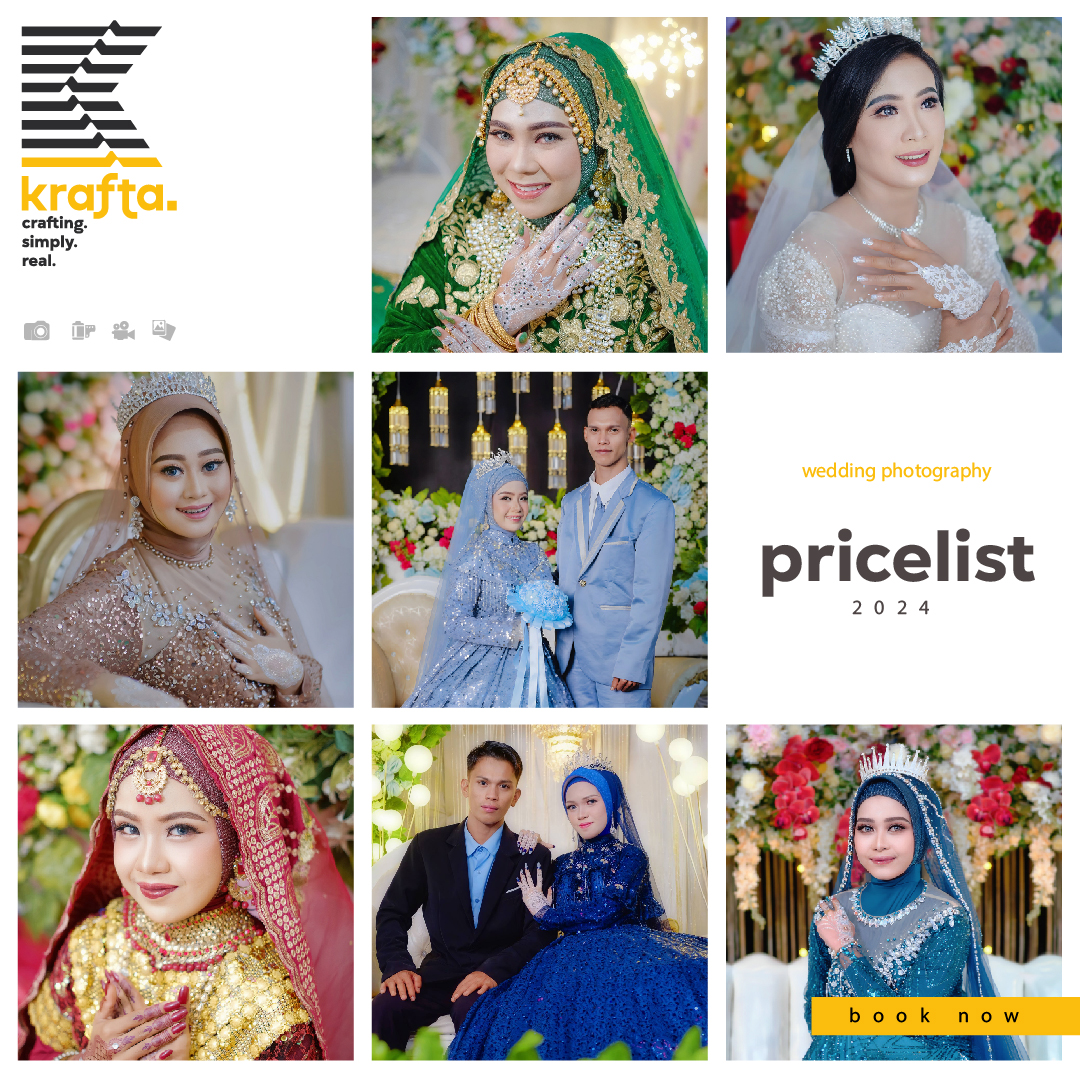 krafta.
crafting.
simply.
real.
wedding photography
pricelist
2024
book now